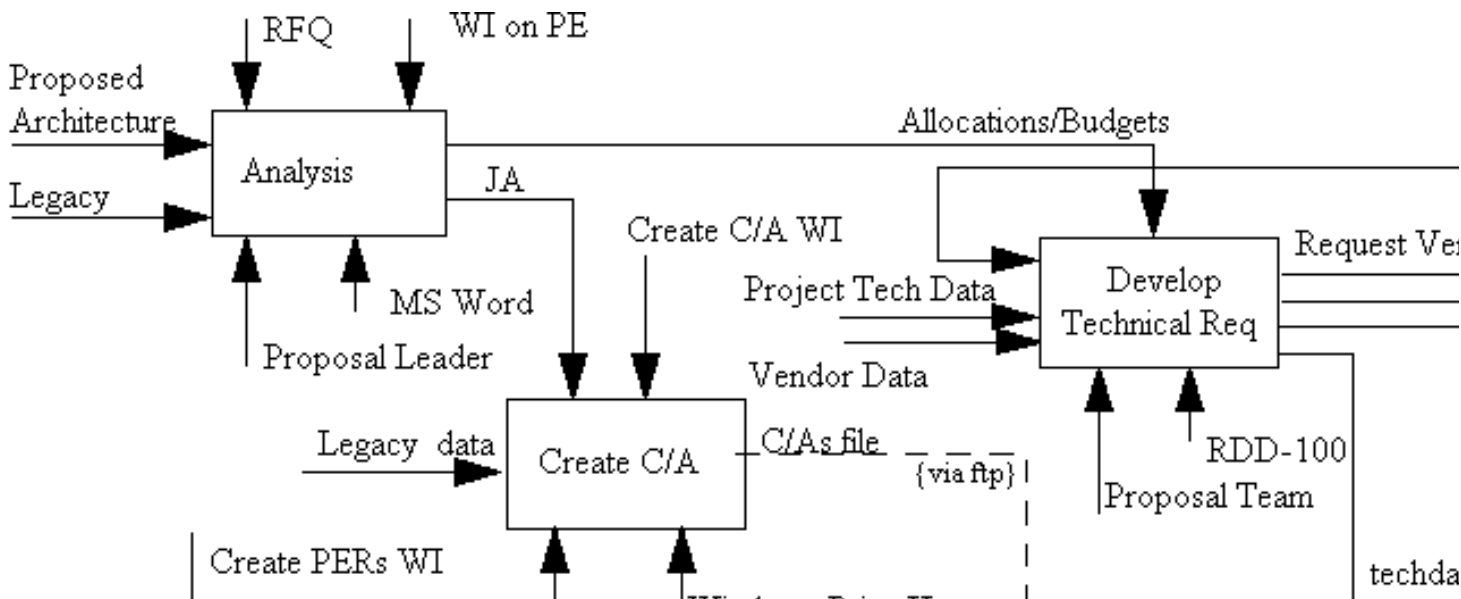 RFQ
WI on PE
Proposed
Architecture
Allocations/Budgets
Analysis
JA
Legacy
Create C/A WI
Request
Project Tech Data
Develop
Technical Req
MS Word
Proposal Leader
Vendor Data
Legacy data
Create C/A
C/As file
{via ftp}
RDD-100
Proposal Team
Create PERs WI